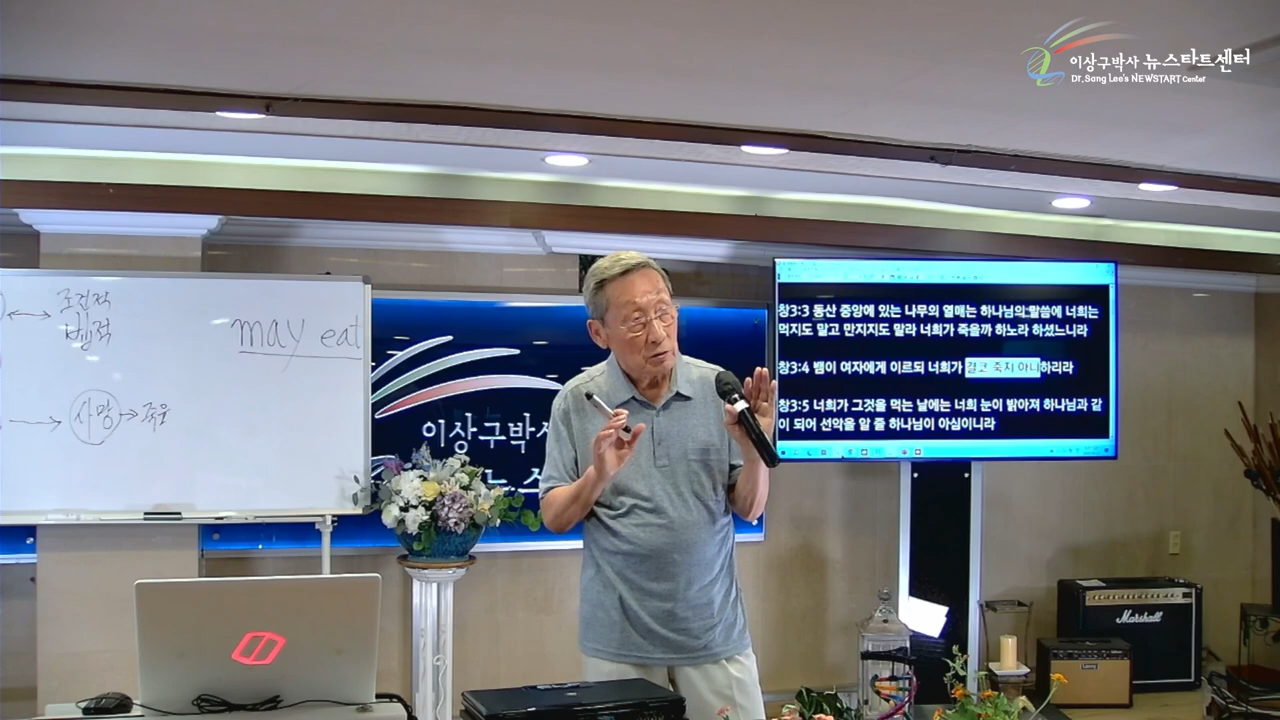 이상구박사 뉴스타트센터
Dr. Sang Lee's NEWSTART Center
조건적
법적
may eat
사망
이상구박사
뉴스
창3:3 동산 중앙에 있는 나무의 열매는 하나님의 말씀에 너희는
먹지도 말고 만지지도 말라 너희가 죽을까 하노라 하셨느니라
창3:4 뱀이 여자에게 이르되 너희가 결코 죽지 아니하리라
창3:5 너희가 그것을 먹는 날에는 너희 눈이 밝아져 하나님과 같
이 되어 선악을 알 줄 하나님이 아심이니라
Marshall